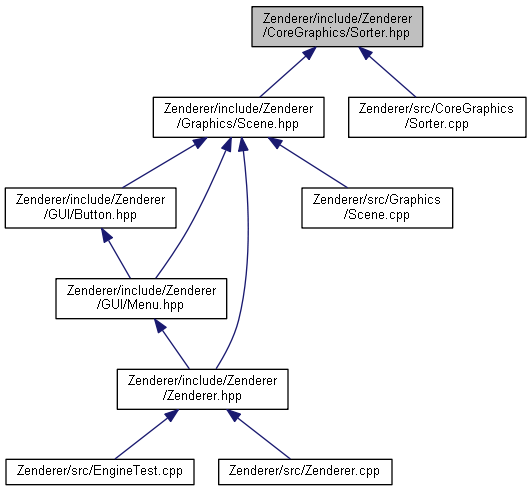 Zenderer/include/Zenderer
/CoreGraphics/Sorter.hpp
Zenderer/include/Zenderer
/Graphics/Scene.hpp
Zenderer/src/CoreGraphics
/Sorter.cpp
Zenderer/include/Zenderer
/GUI/Button.hpp
Zenderer/src/Graphics
/Scene.cpp
Zenderer/include/Zenderer
/GUI/Menu.hpp
Zenderer/include/Zenderer
/Zenderer.hpp
Zenderer/src/EngineTest.cpp
Zenderer/src/Zenderer.cpp